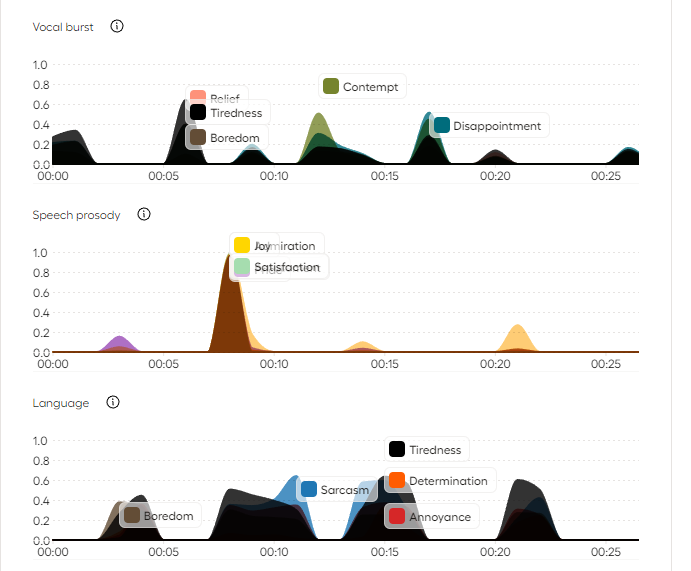 Vocal burst
1.0
0.8
0.6
0.4
0.2
0.0
Relief
Tiredness
Boredom
Contempt
Disappointment
00:00 00:05 00:10 00:15 00:20 00:25
Speech prosody
1.0
0.8
0.6
0.4
0.2
0.0
Joy
Admiration
Satisfaction
00:00 00:05 00:10 00:15 00:20 00:25
Language
1.0
0.8
0.6
0.4
0.2
0.0
Boredom
Sarcasm
Tiredness
Determination
Annoyance
00:00 00:05 00:10 00:15 00:20 00:25